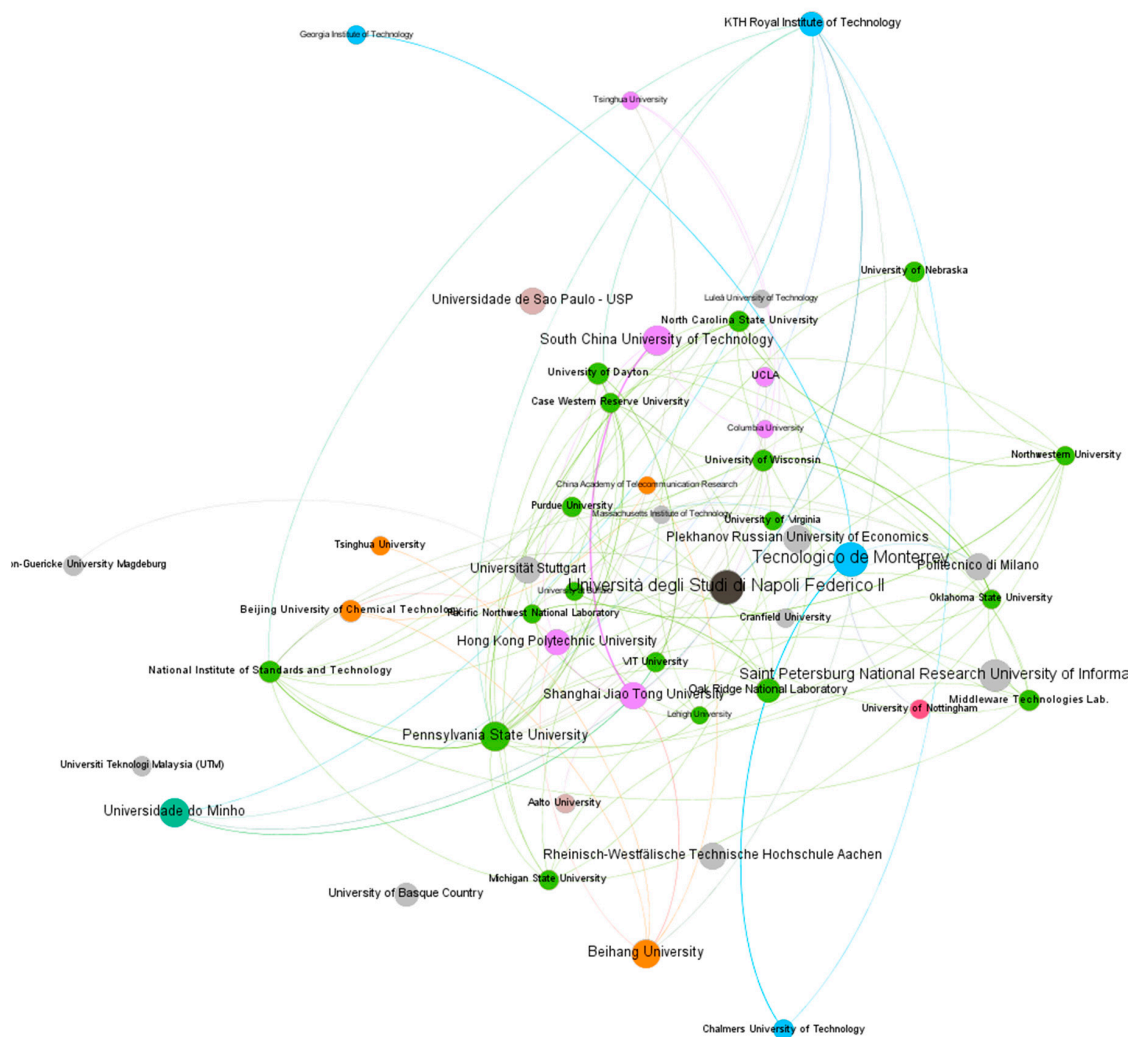 KTH Royal Institute of Technology
Georgia Institute of Technology
Tsinghua University
University of Nebraska
Luleå University of Technology
Universidade de Sao Paulo - USP
North Carolina State University
South China University of Technology
University of Dayton
UCLA
Case Western Reserve University
Columbia University
Northwestern University
University of Wisconsin
China Academy of Telecommunication Research
Purdue University
Massachusetts Institute of Technology
University of Virginia
Plekhanov Russian University of Economics
Tsinghua University
Tecnologico de Monterrey
on-Guericke University Magdeburg
Universität Stuttgart
Politecnico di Milano
Università degli Studi di Napoli Federico II
University at Buffalo
Oklahoma State University
Beijing University of Chemical Technology
Pacific Northwest National Laboratory
Cranfield University
Hong Kong Polytechnic University
VIT University
National Institute of Standards and Technology
Saint Petersburg National Research University of Informa
Oak Ridge National Laboratory
Shanghai Jiao Tong University
Middleware Technologies Lab.
University of Nottingham
Lehigh University
Pennsylvania State University
Universiti Teknologi Malaysia (UTM)
Aalto University
Universidade do Minho
Rheinisch-Westfälische Technische Hochschule Aachen
Michigan State University
University of Basque Country
Beihang University
Chalmers University of Technology